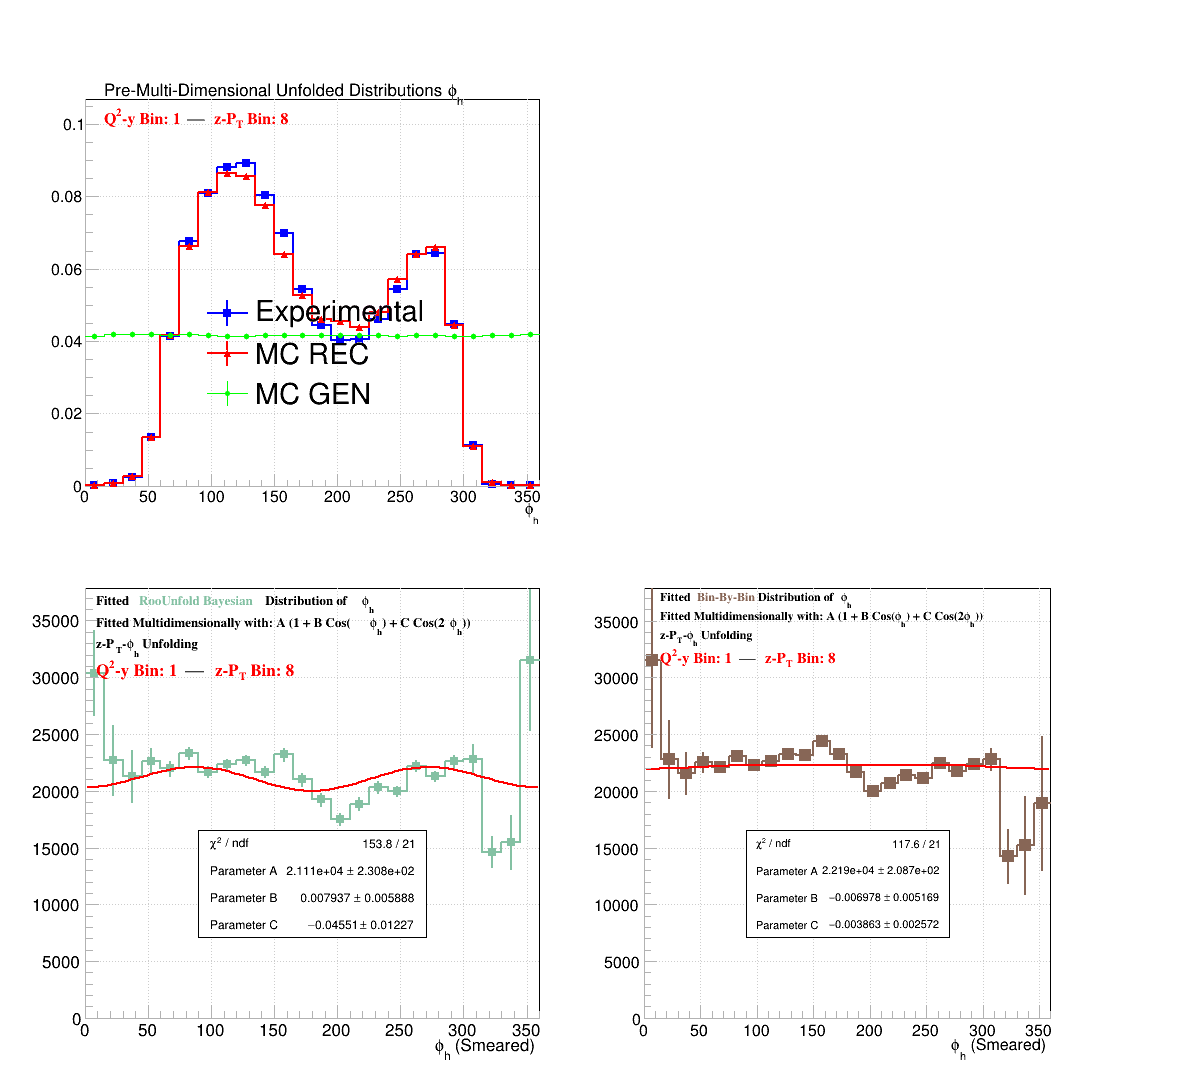 Pre-Multi-Dimensional Unfolded Distributions ϕh
Q2-y Bin: 1 — z-PT Bin: 8
0.1
0.08
0.06
0.04
0.02
0
Experimental
MC REC
MC GEN
0 50 100 150 200 250 300 350
ϕh
Fitted RooUnfold Bayesian Distribution of ϕh
Fitted Multidimensionally with: A (1 + B Cos( ϕh) + C Cos(2 ϕh))
z-PT-ϕh Unfolding
Q2-y Bin: 1 — z-PT Bin: 8
35000
30000
25000
20000
15000
10000
5000
0
χ2 / ndf 153.8 / 21
Parameter A 2.111e+04 ± 2.308e+02
Parameter B 0.007937 ± 0.005888
Parameter C −0.04551 ± 0.01227
0 50 100 150 200 250 300 350
ϕh (Smeared)
Fitted Bin-By-Bin Distribution of ϕh
Fitted Multidimensionally with: A (1 + B Cos(ϕh) + C Cos(2ϕh))
z-PT-ϕh Unfolding
Q2-y Bin: 1 — z-PT Bin: 8
35000
30000
25000
20000
15000
10000
5000
0
χ2 / ndf 117.6 / 21
Parameter A 2.219e+04 ± 2.087e+02
Parameter B −0.006978 ± 0.005169
Parameter C −0.003863 ± 0.002572
0 50 100 150 200 250 300 350
ϕh (Smeared)